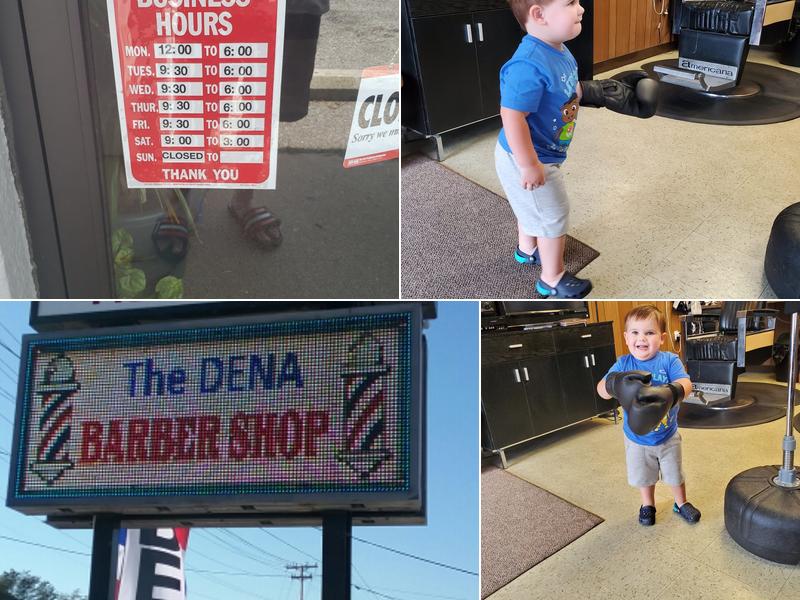 BUSINESS
HOURS
MON. 12:00 TO 6:00
TUES. 9:30 TO 6:00
WED. 9:30 TO 6:00
THUR. 9:30 TO 6:00
FRI. 9:30 TO 6:00
SAT. 9:00 TO 3:00
SUN. CLOSED TO
THANK YOU
CLO
Sorry we
americana
The DENA
BARBER SHOP
americana